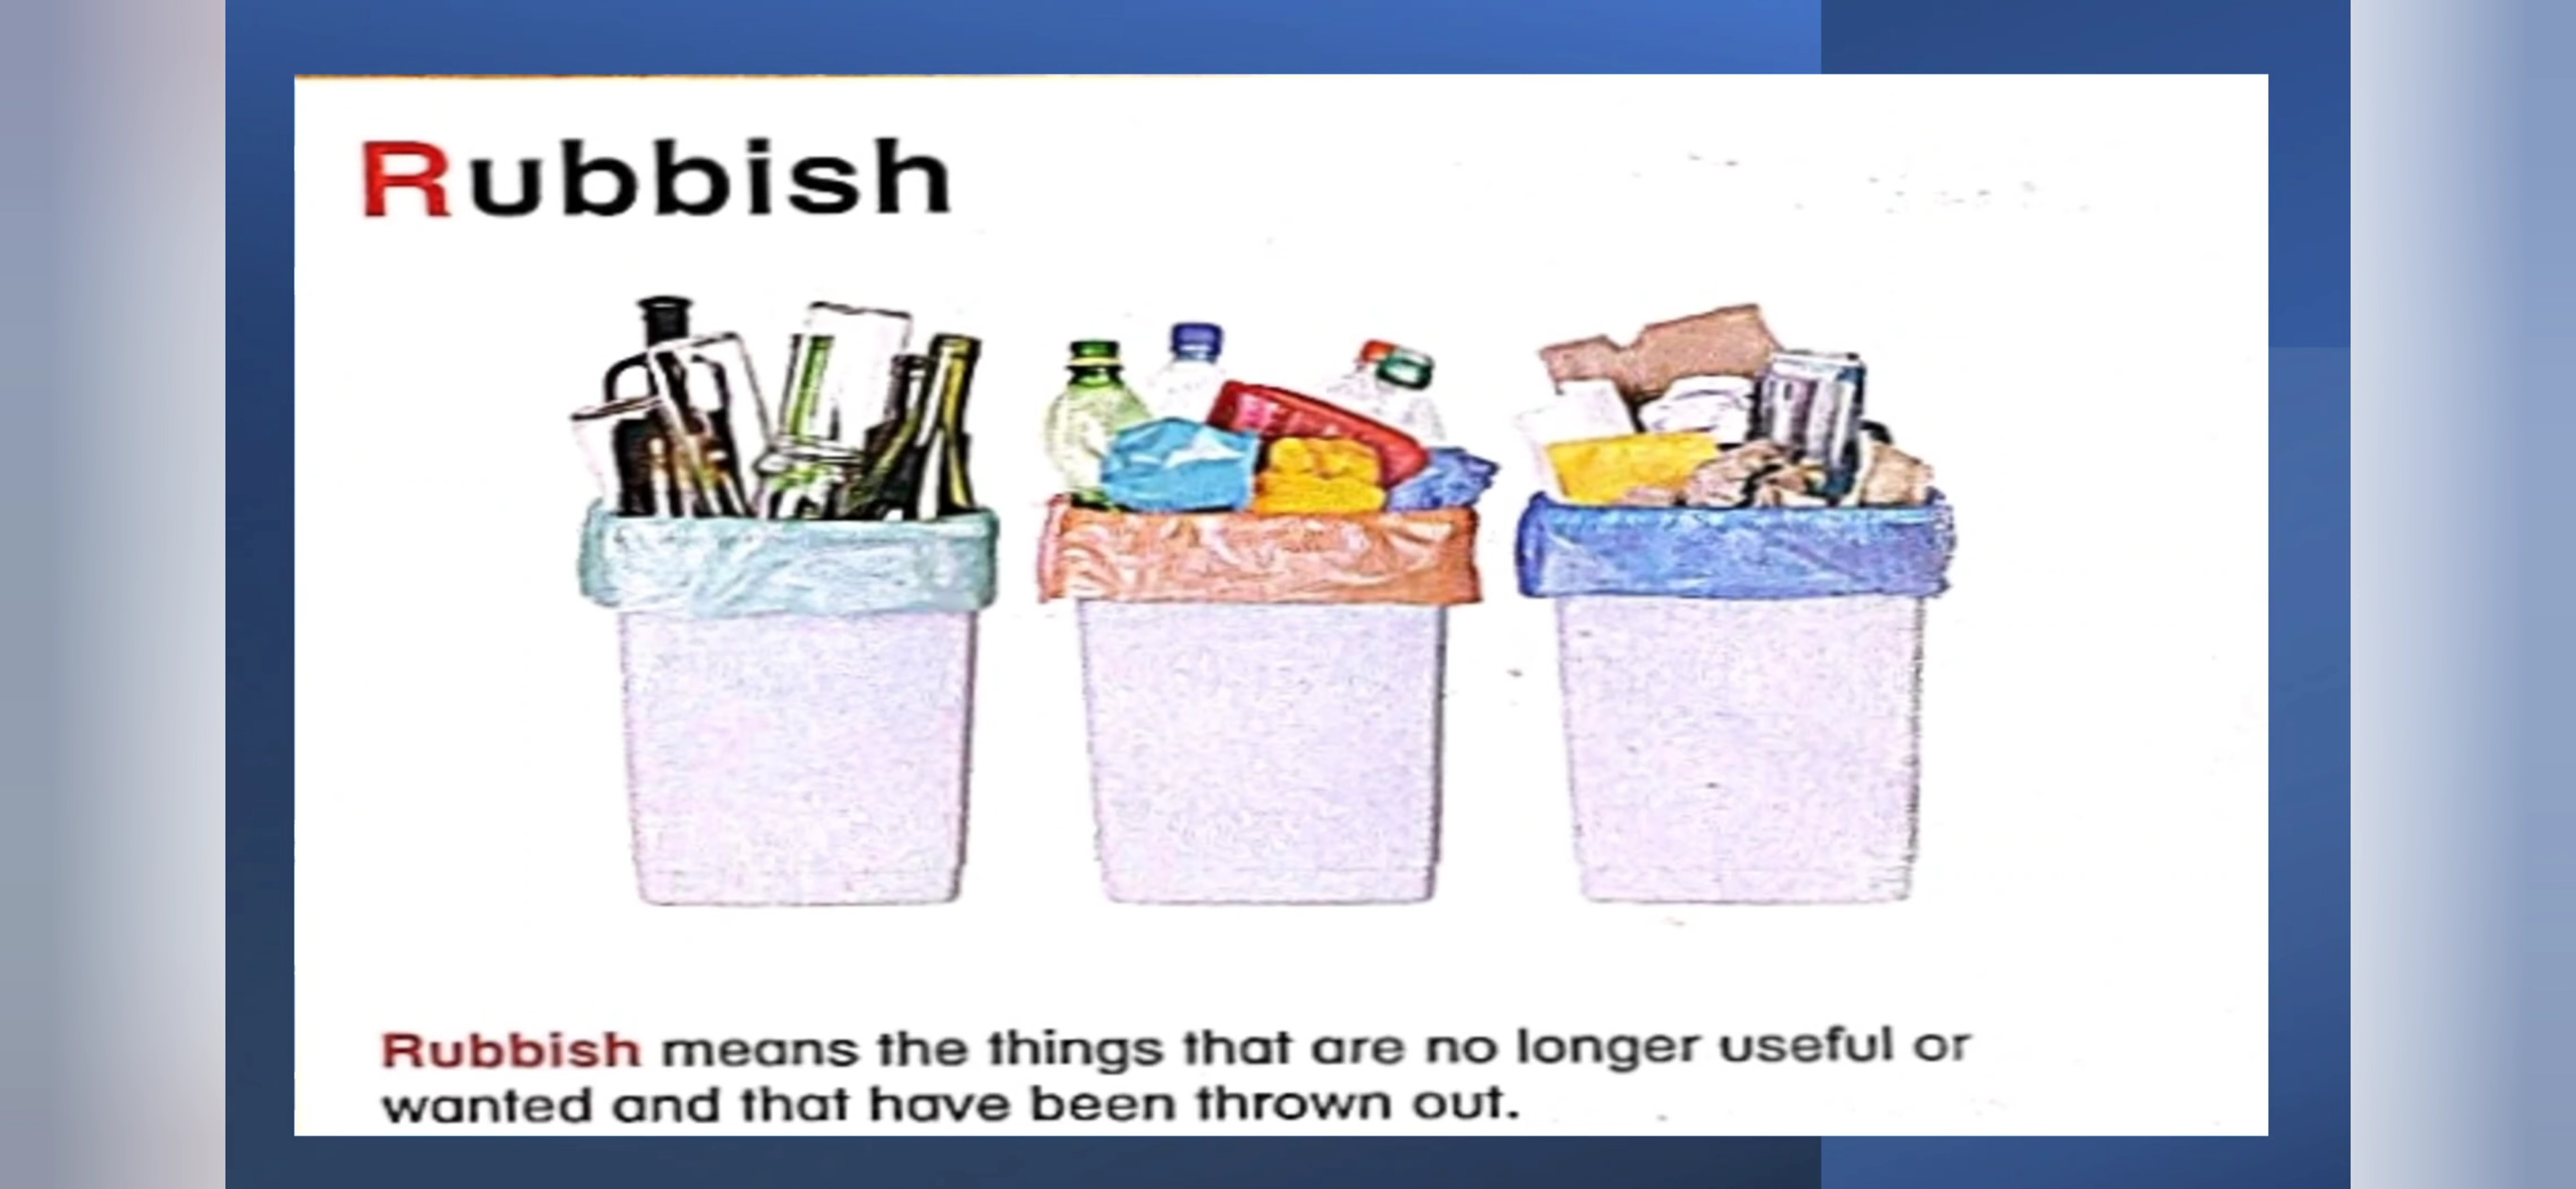 Rubbish
Rubbish means the things that are no longer useful or
wanted and that have been thrown out.